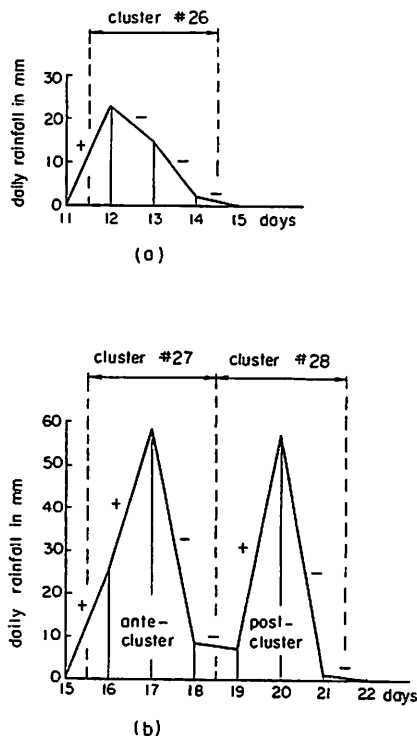 cluster #26
daily rainfall in mm
30
20
10
0
+
−
−
−
11 12 13 14 15 days
(a)
cluster #27 cluster #28
daily rainfall in mm
60
50
40
30
20
10
0
+
+
−
−
+
−
−
ante-
cluster
post-
cluster
15 16 17 18 19 20 21 22 days
(b)